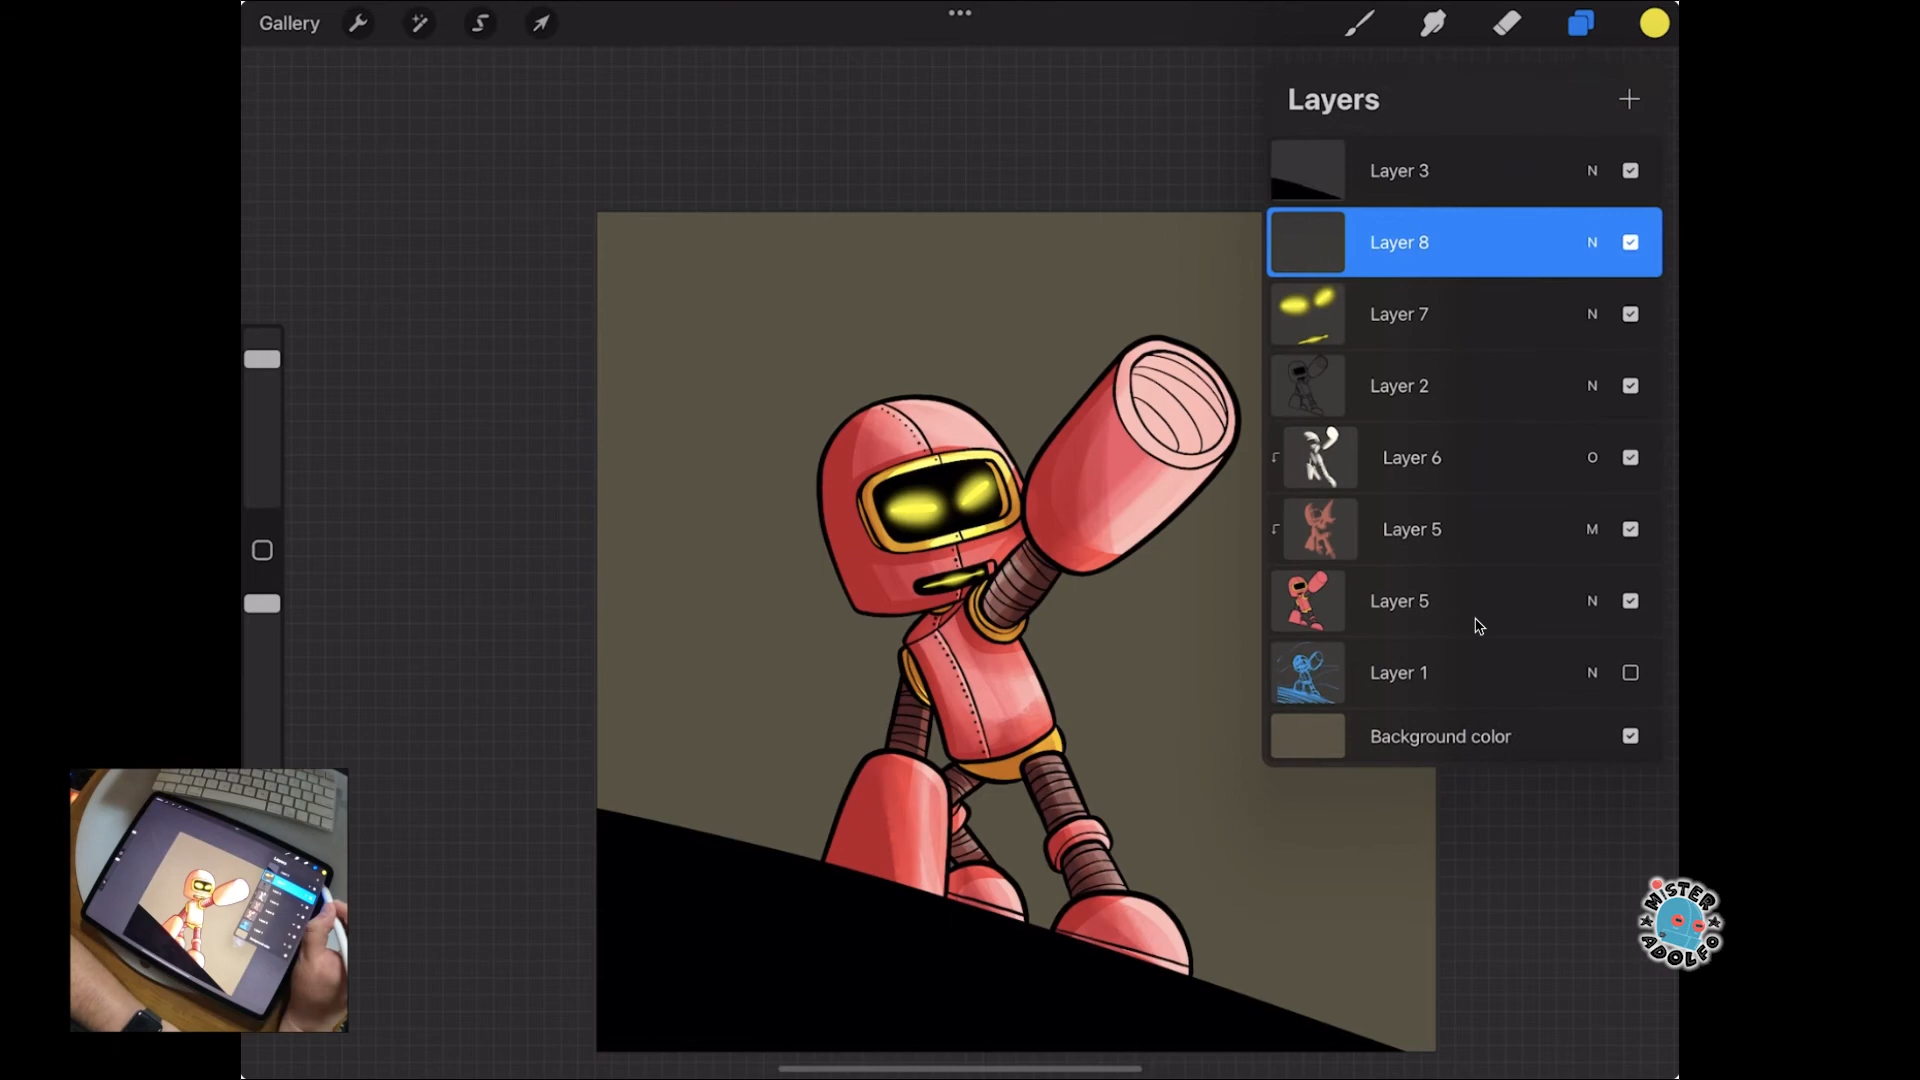 Gallery
Layers
Layer 3 N
Layer 8 N
Layer 7 N
Layer 2 N
Layer 6 O
Layer 5 M
Layer 5 N
Layer 1 N
Background color
MiSTER
ADOLFO